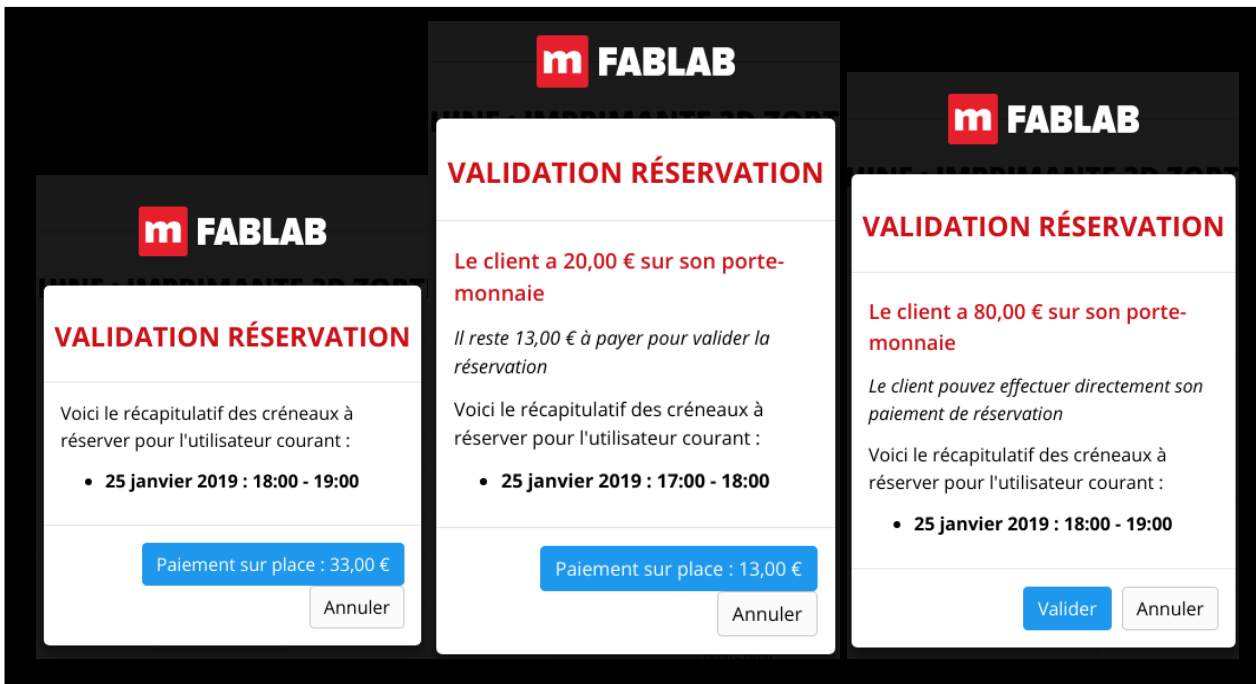 m FABLAB
VALIDATION RÉSERVATION
Voici le récapitulatif des créneaux à
réserver pour l'utilisateur courant :
• 25 janvier 2019 : 18:00 - 19:00
Paiement sur place : 33,00 €
Annuler
m FABLAB
VALIDATION RÉSERVATION
Le client a 20,00 € sur son porte-
monnaie
Il reste 13,00 € à payer pour valider la
réservation
Voici le récapitulatif des créneaux à
réserver pour l'utilisateur courant :
• 25 janvier 2019 : 17:00 - 18:00
Paiement sur place : 13,00 €
Annuler
m FABLAB
VALIDATION RÉSERVATION
Le client a 80,00 € sur son porte-
monnaie
Le client pouvez effectuer directement son
paiement de réservation
Voici le récapitulatif des créneaux à
réserver pour l'utilisateur courant :
• 25 janvier 2019 : 18:00 - 19:00
Valider
Annuler